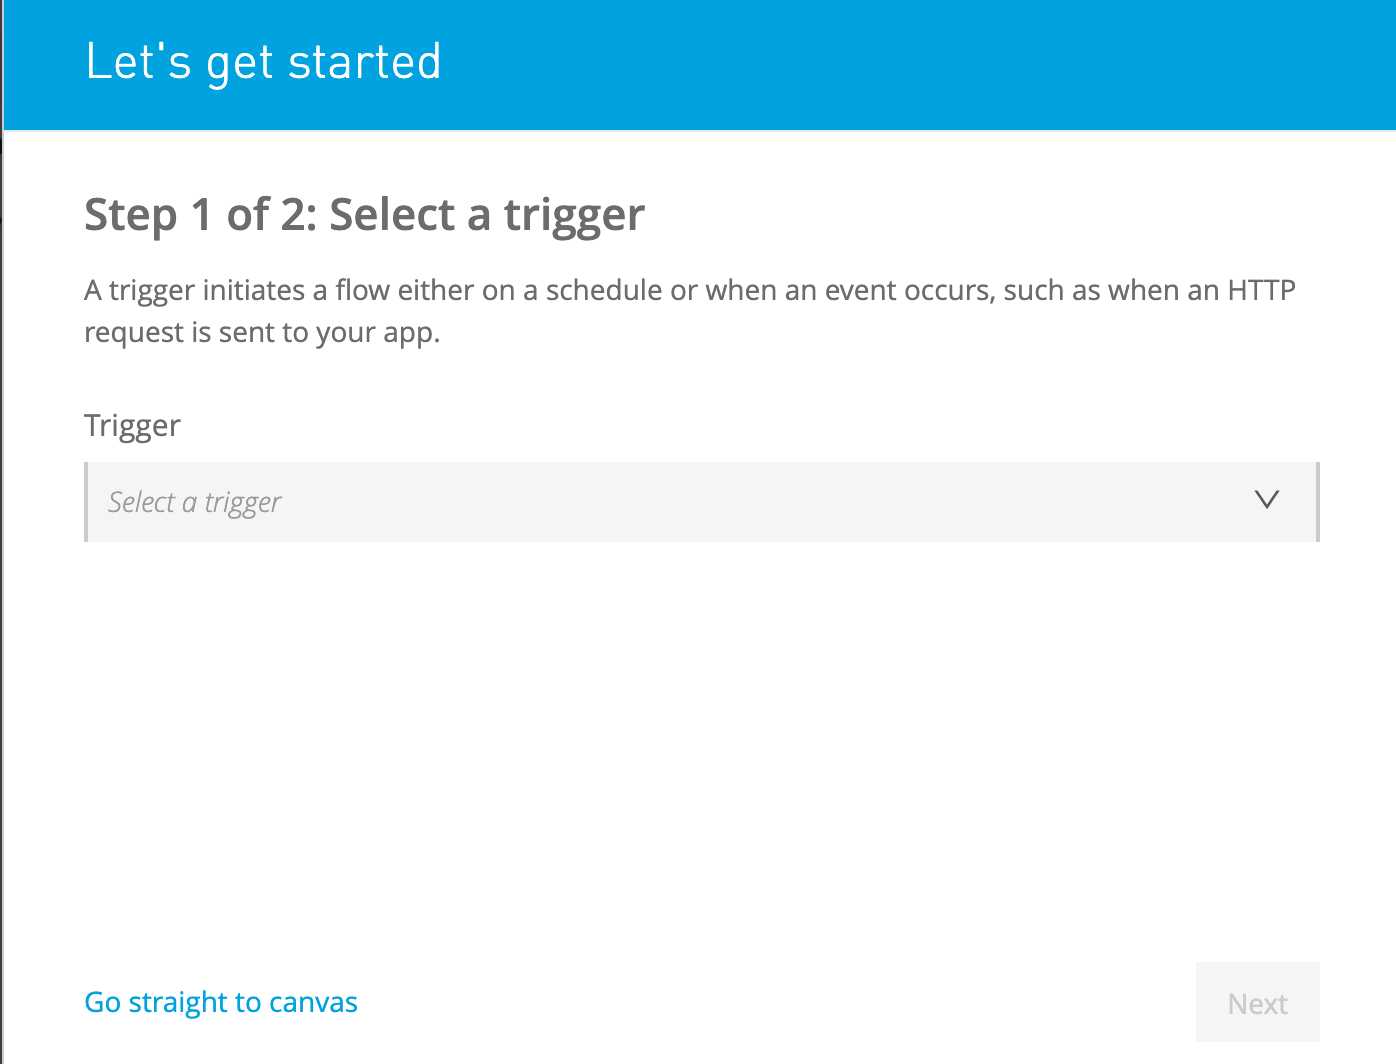 Let's get started
Step 1 of 2: Select a trigger
A trigger initiates a flow either on a schedule or when an event occurs, such as when an HTTP
request is sent to your app.
Trigger
Select a trigger
Go straight to canvas
Next